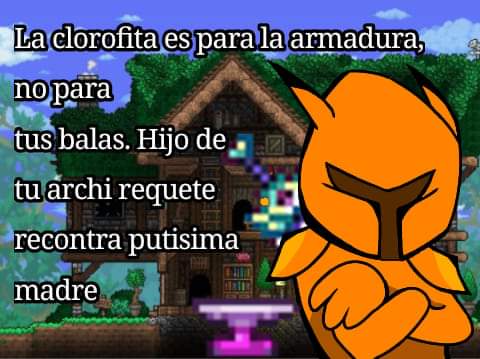 La clorofita es para la armadura,
no para
tus balas. Hijo de
tu archi requete
recontra putisima
madre